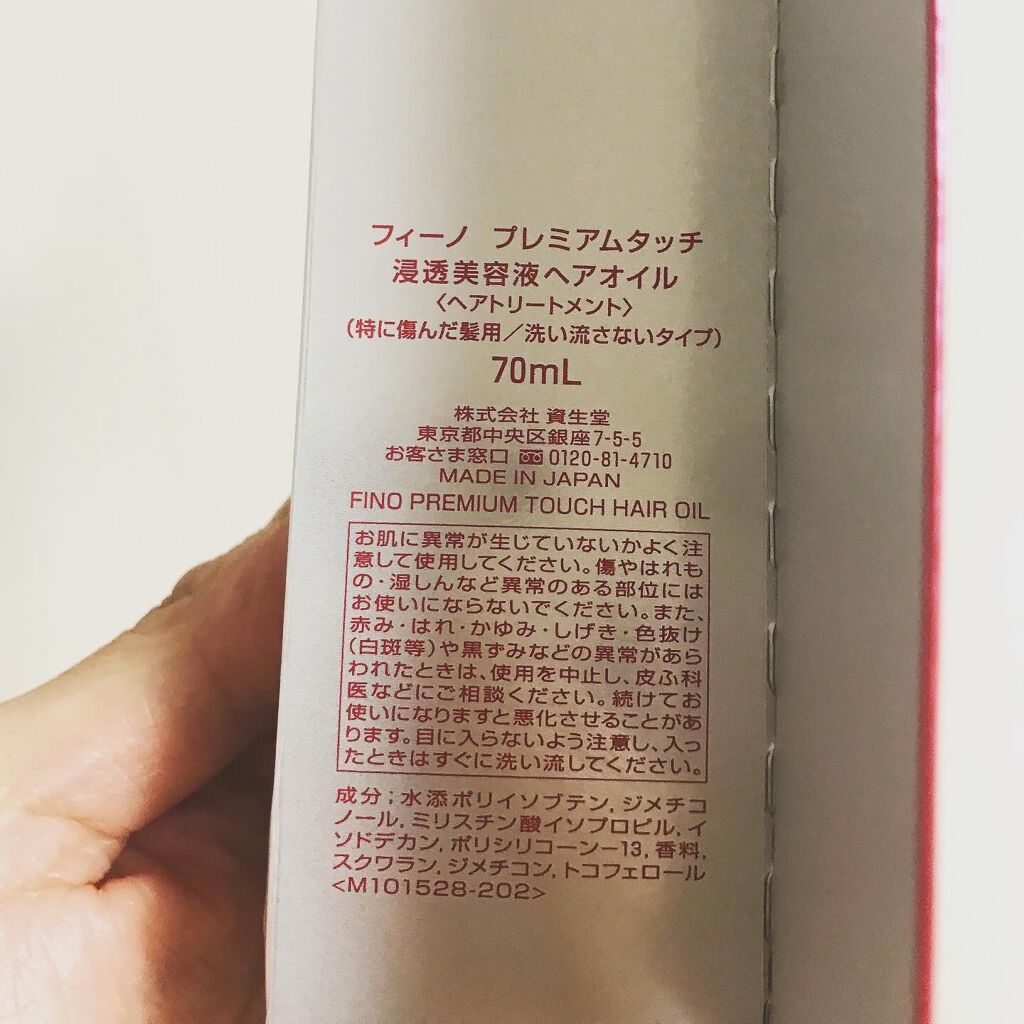 フィーノ プレミアムタッチ
浸透美容液ヘアオイル
〈ヘアトリートメント〉
（特に傷んだ髪用／洗い流さないタイプ）
70mL
株式会社 資生堂
東京都中央区銀座7-5-5
お客さま窓口 0120-81-4710
MADE IN JAPAN
FINO PREMIUM TOUCH HAIR OIL
お肌に異常が生じていないかよく注
意して使用してください。傷やはれも
の・湿しんなど異常のある部位には
お使いにならないでください。また、
赤み・はれ・かゆみ・しげき・色抜け
（白斑等）や黒ずみなどの異常があら
われたときは、使用を中止し、皮ふ科
医などにご相談ください。続けてお
使いになりますと悪化させることがあ
ります。目に入らないよう注意し、入っ
たときはすぐに洗い流してください。
成分；水添ポリイソブテン, ジメチコ
ノール, ミリスチン酸イソプロピル, イ
ソドデカン, ポリシリコーン−13, 香料,
スクワラン, ジメチコン, トコフェロール
<M101528-202>